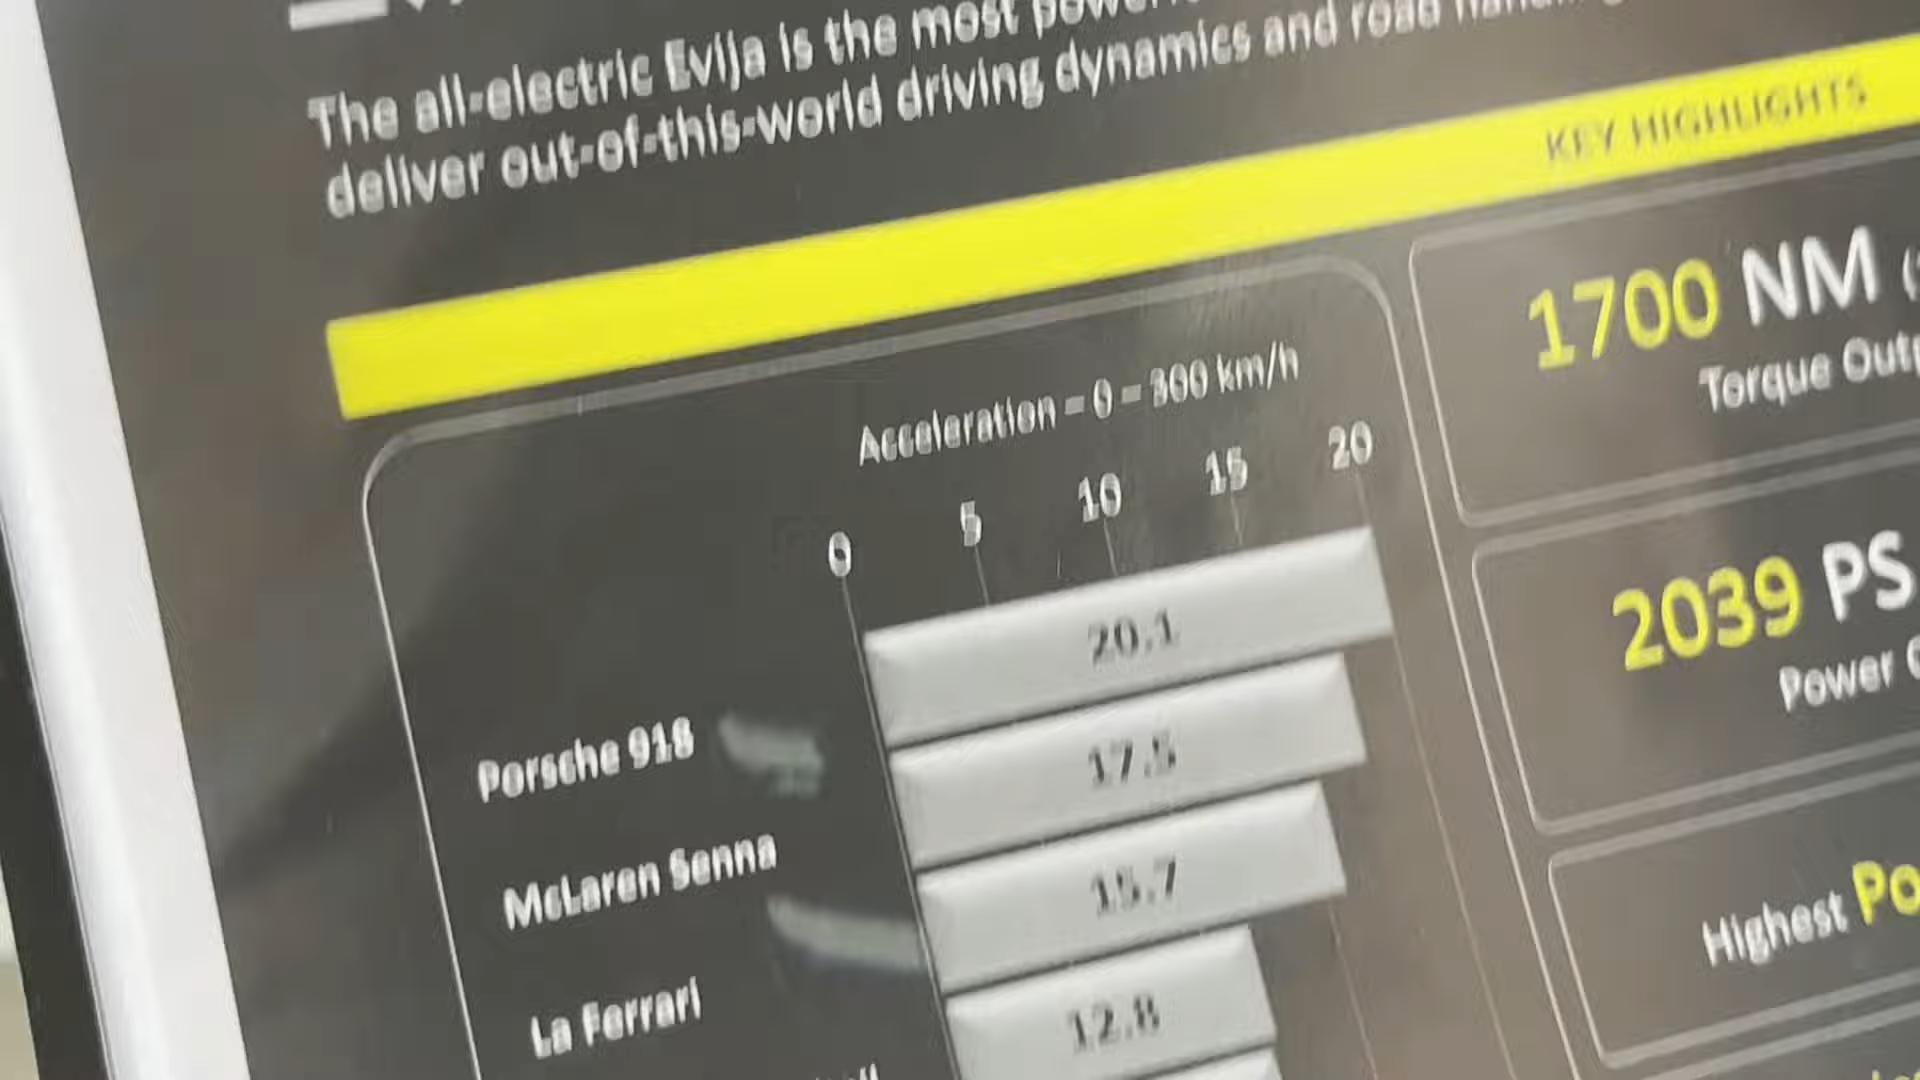 The all-electric Evija is the most
deliver out-of-this-world driving dynamics and road
KEY HIGHLIGHTS
Acceleration – 0 – 300 km/h
0 5 10 15 20
20.1
Porsche 918
17.5
McLaren Senna
15.7
La Ferrari
12.8
1700 NM
Torque
2039 PS
Power
Highest